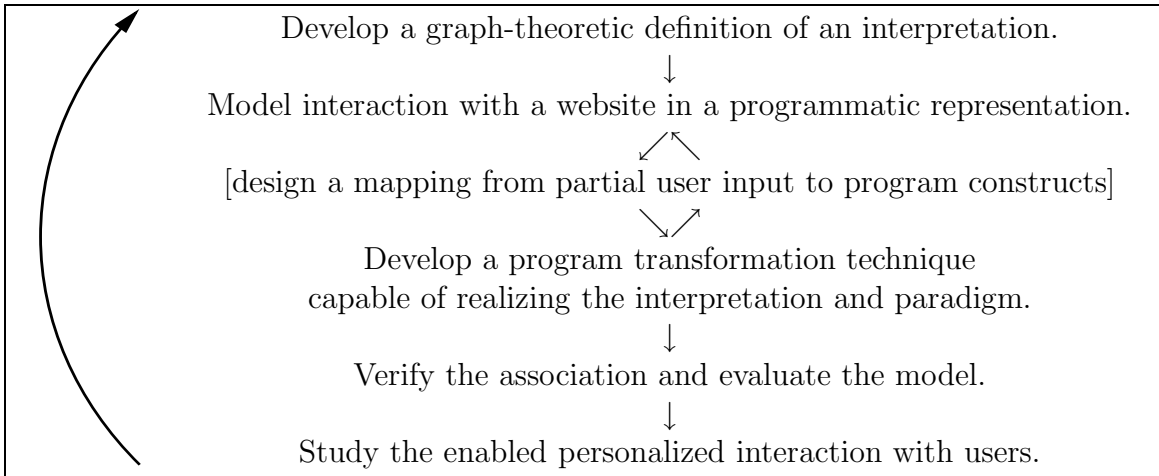 Develop a graph-theoretic definition of an interpretation.
↓
Model interaction with a website in a programmatic representation.
↙↖
[design a mapping from partial user input to program constructs]
↘↗
Develop a program transformation technique
capable of realizing the interpretation and paradigm.
↓
Verify the association and evaluate the model.
↓
Study the enabled personalized interaction with users.